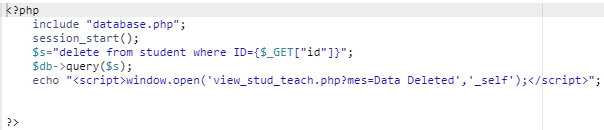 <?php
include "database.php";
session_start();
$s="delete from student where ID={$_GET["id"]}";
$db->query($s);
echo "<script>window.open('view_stud_teach.php?mes=Data Deleted','_self');</script>";
?>